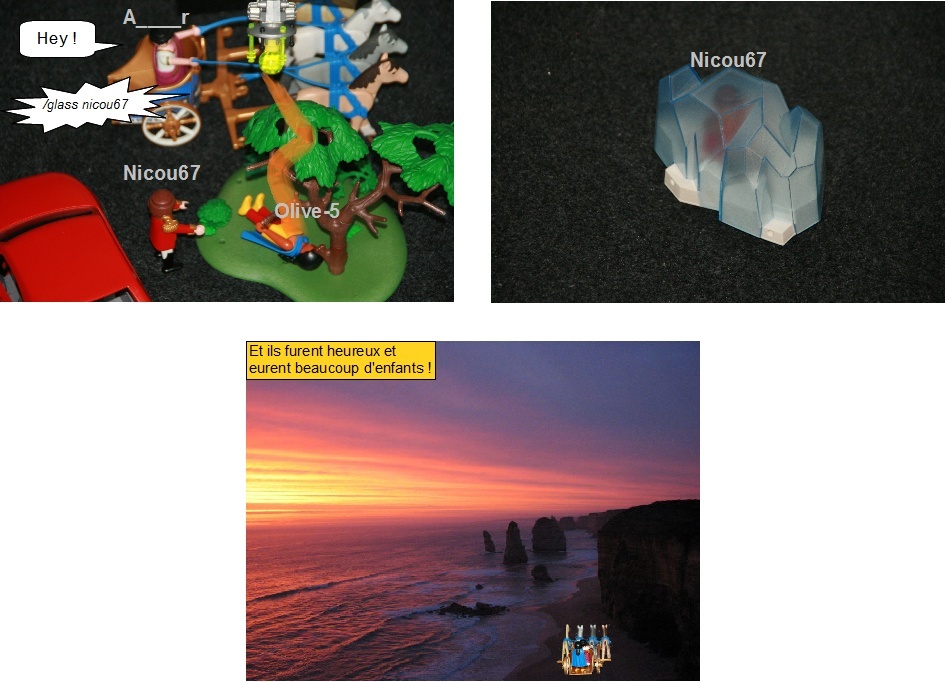 A____r
Hey !
/glass nicou67
Nicou67
Olive-5
Nicou67
Et ils furent heureux et
eurent beaucoup d'enfants !